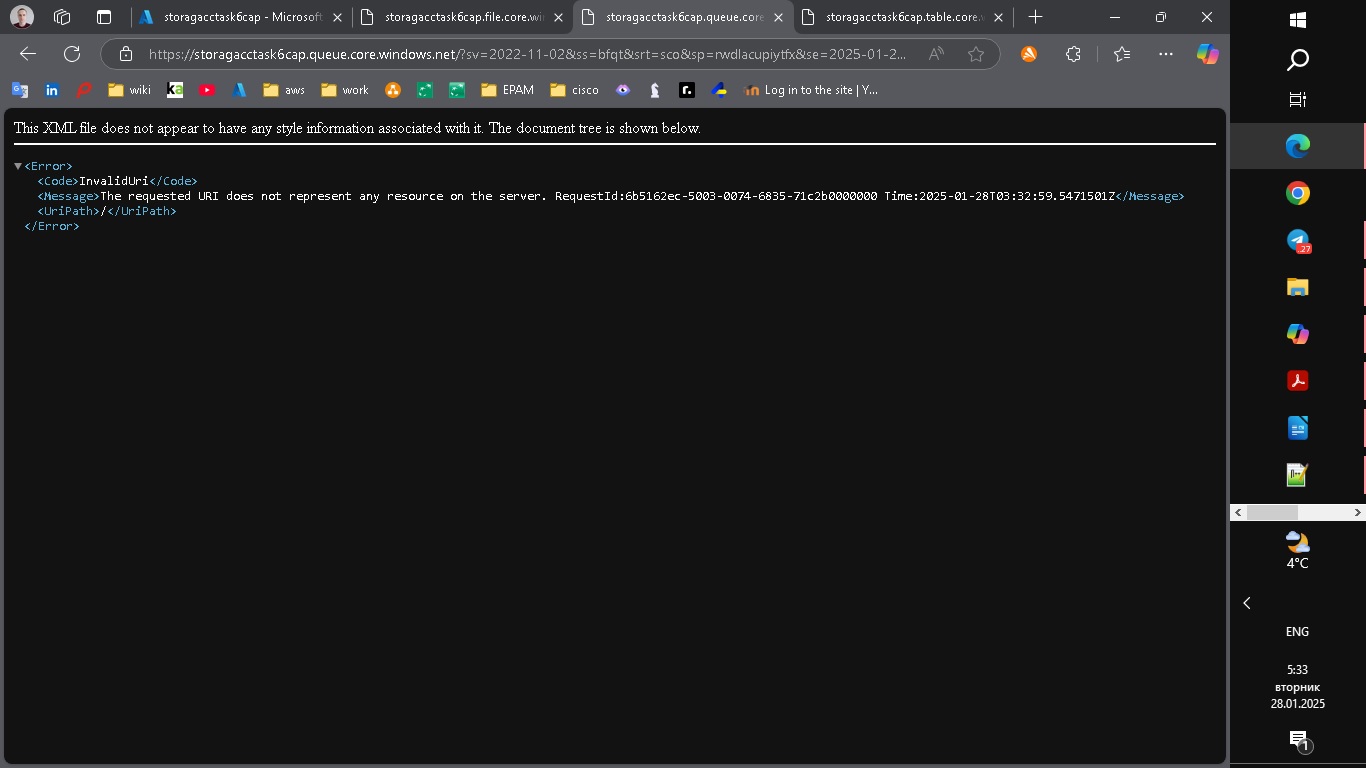 storagacctask6cap - Microsoft
storagacctask6cap.file.core.wi
storagacctask6cap.queue.core
storagacctask6cap.table.core.w
https://storagacctask6cap.queue.core.windows.net/?sv=2022-11-02&ss=bfqt&srt=sco&sp=rwdlacupiytfx&se=2025-01-2...
wiki
ka
aws
work
EPAM
cisco
r.
Log in to the site | Y...
This XML file does not appear to have any style information associated with it. The document tree is shown below.
▼<Error>
<Code>InvalidUri</Code>
<Message>The requested URI does not represent any resource on the server. RequestId:6b5162ec-5003-0074-6835-71c2b0000000 Time:2025-01-28T03:32:59.5471501Z</Message>
<UriPath>/</UriPath>
</Error>
27
4°C
ENG
5:33
вторник
28.01.2025
1